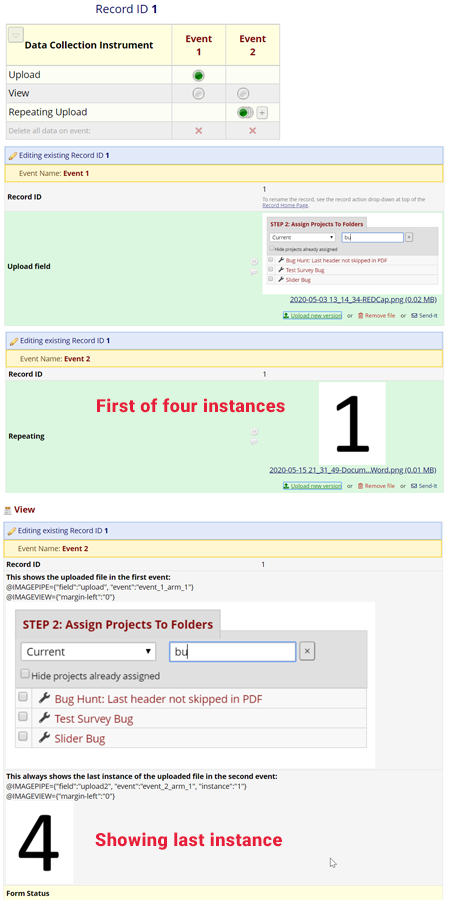 Record ID 1
Data Collection Instrument
Event 1
Event 2
Upload
View
Repeating Upload
+
Delete all data on event:
Editing existing Record ID 1
Event Name: Event 1
Record ID
1
To rename the record, see the record action drop-down at top of the
Record Home Page.
Upload field
STEP 2: Assign Projects To Folders
Current
bu
×
Hide projects already assigned
Bug Hunt: Last header not skipped in PDF
Test Survey Bug
Slider Bug
2020-05-03 13_14_34-REDCap.png (0.02 MB)
Upload new version or Remove file or Send-It
Editing existing Record ID 1
Event Name: Event 2
Record ID
1
First of four instances
Repeating
1
2020-05-15 21_31_49-Docum...Word.png (0.01 MB)
Upload new version or Remove file or Send-It
View
Editing existing Record ID 1
Event Name: Event 2
Record ID
1
This shows the uploaded file in the first event:
@IMAGEPIPE={"field":"upload", "event":"event_1_arm_1"}
@IMAGEVIEW={"margin-left":"0"}
STEP 2: Assign Projects To Folders
Current
bu
×
Hide projects already assigned
Bug Hunt: Last header not skipped in PDF
Test Survey Bug
Slider Bug
This always shows the last instance of the uploaded file in the second event:
@IMAGEPIPE={"field":"upload2", "event":"event_2_arm_1", "instance":"1"}
@IMAGEVIEW={"margin-left":"0"}
4
Showing last instance
Form Status